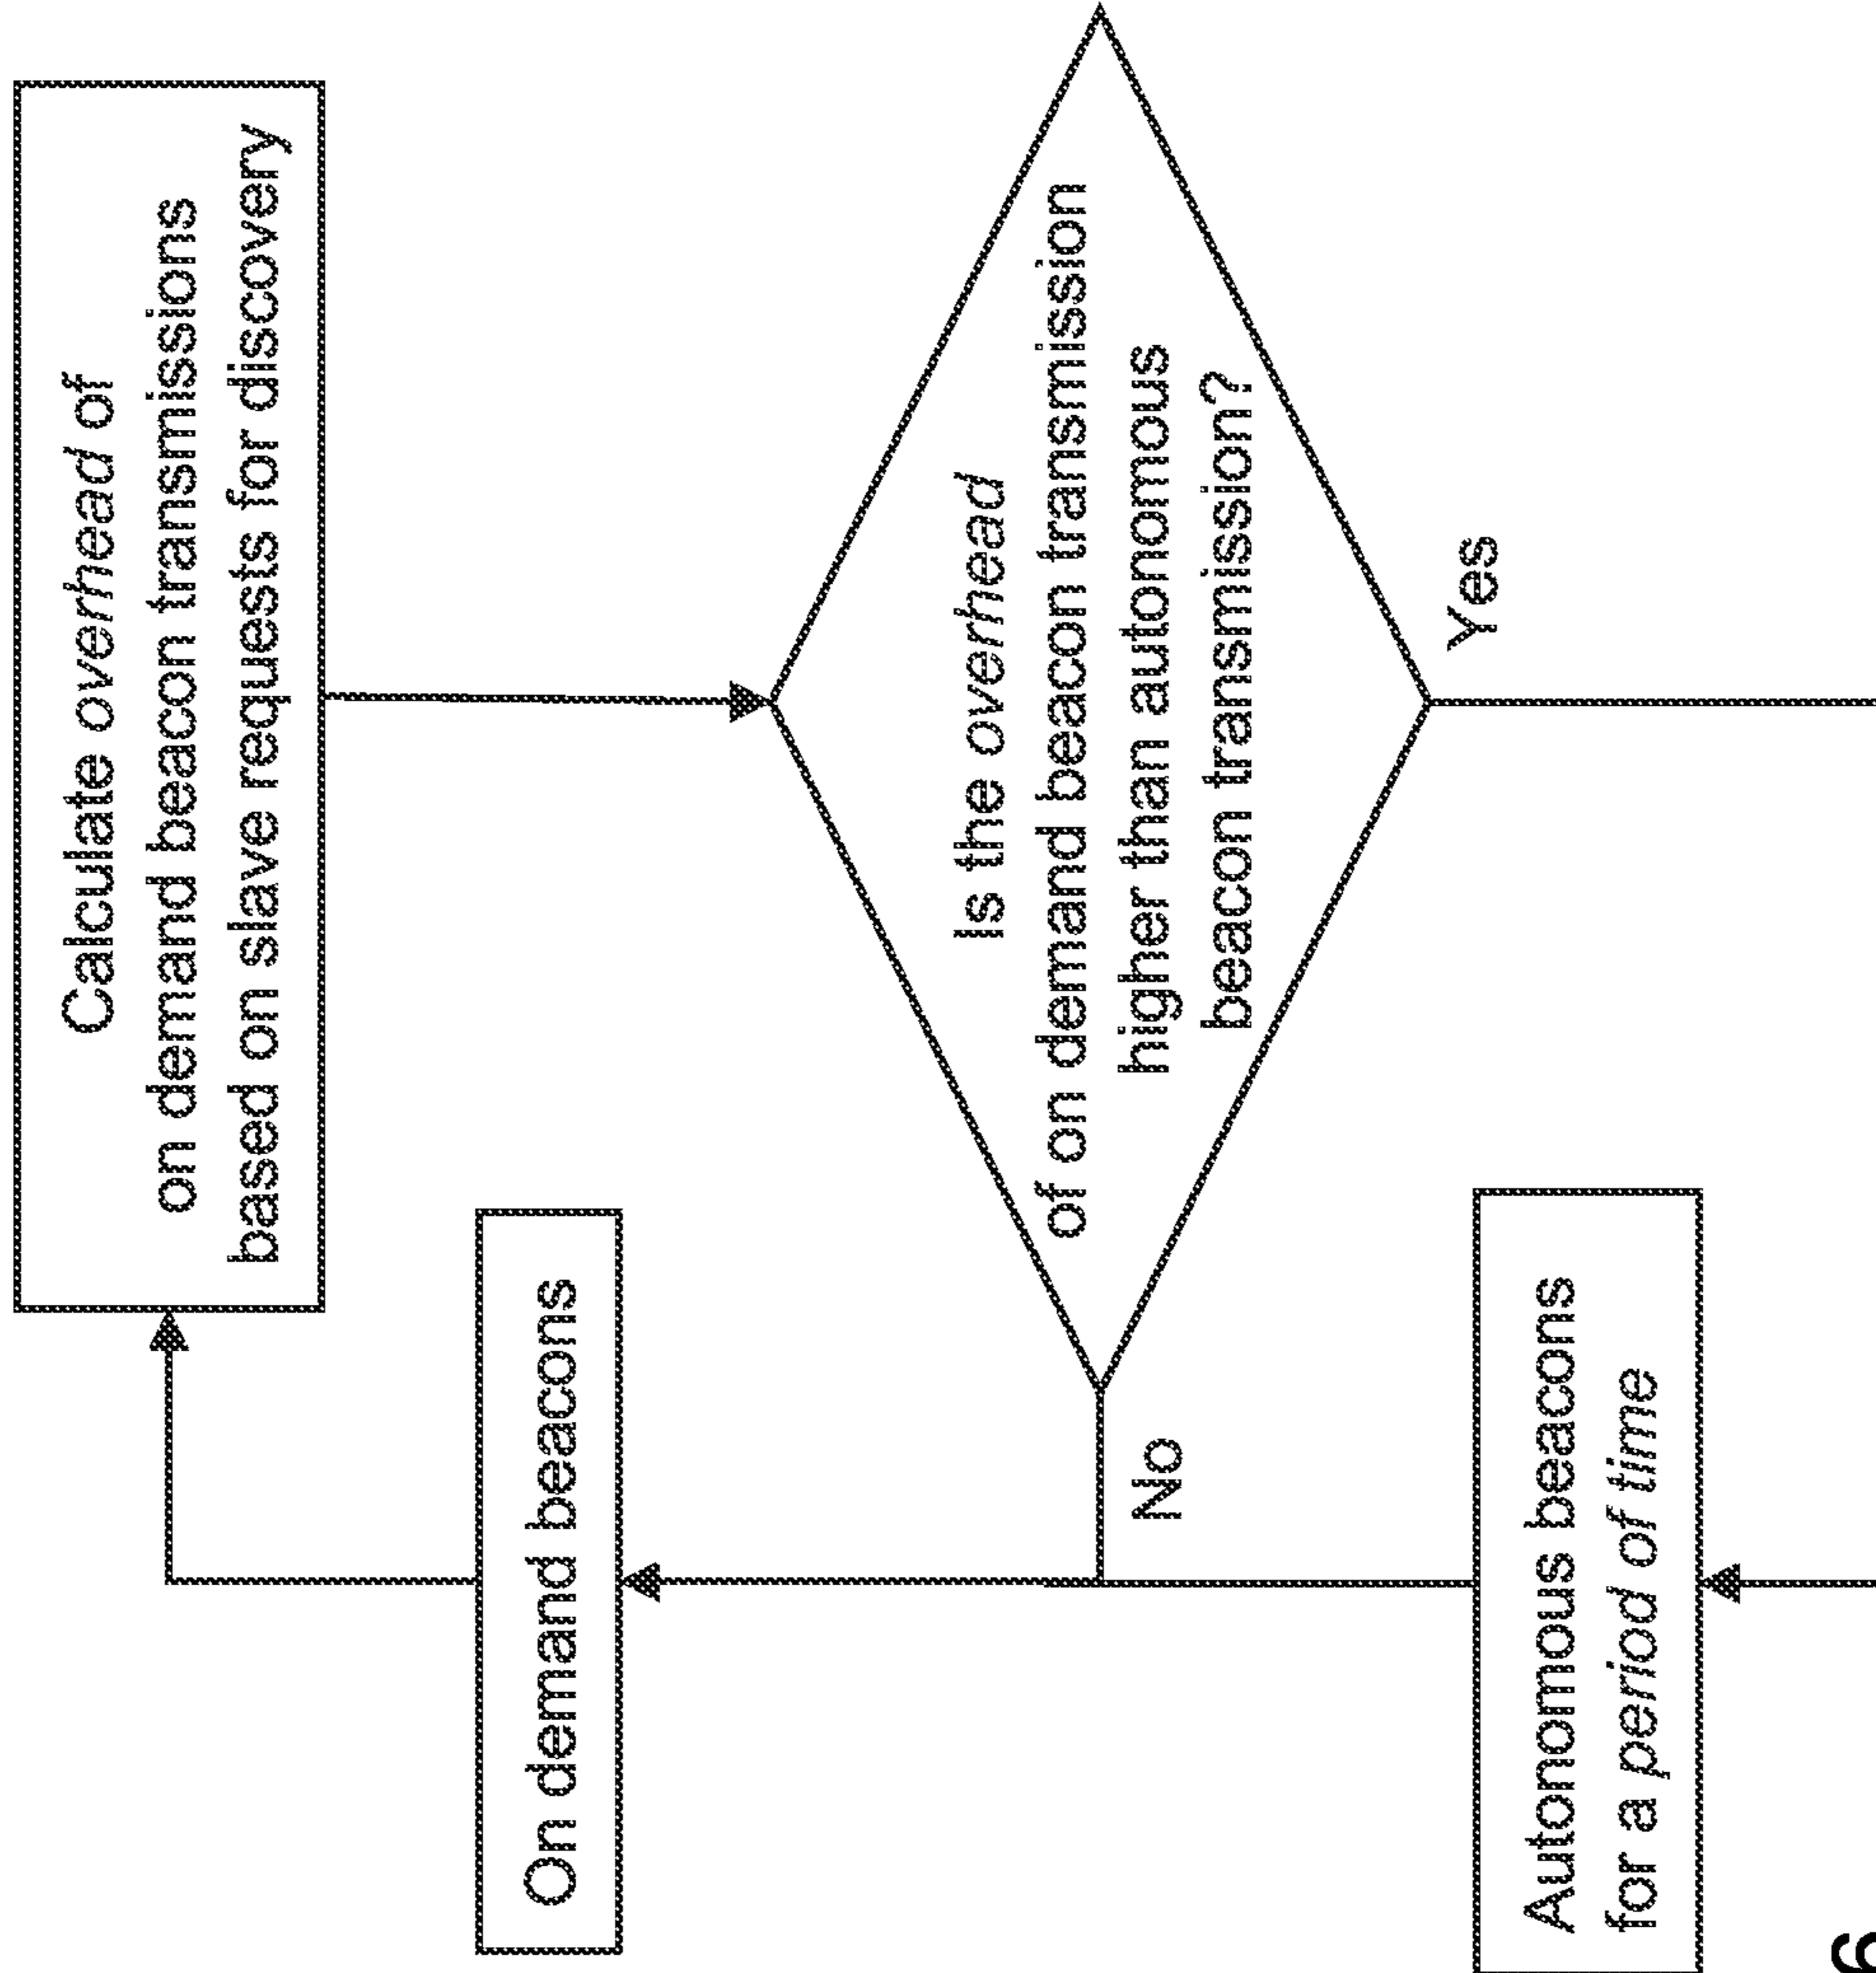 Calculate overhead of
on demand beacon transmissions
based on slave requests for discovery
On demand beacons
Is the overhead
of on demand beacon transmission
higher than autonomous
beacon transmission?
No
Yes
Autonomous beacons
for a period of time